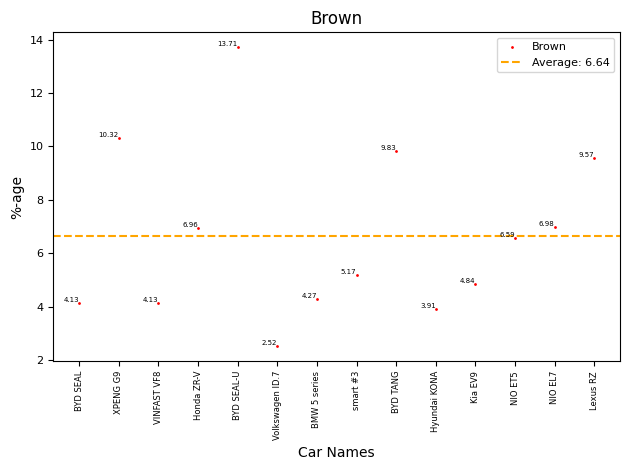 Brown
14
12
10
8
6
4
2
%-age
13.71
10.32
9.83
9.57
6.96
6.98
6.59
5.17
4.84
4.13
4.13
4.27
3.91
2.52
Brown
Average: 6.64
BYD SEAL
XPENG G9
VINFAST VF8
Honda ZR-V
BYD SEAL-U
Volkswagen ID.7
BMW 5 series
smart #3
BYD TANG
Hyundai KONA
Kia EV9
NIO ET5
NIO EL7
Lexus RZ
Car Names